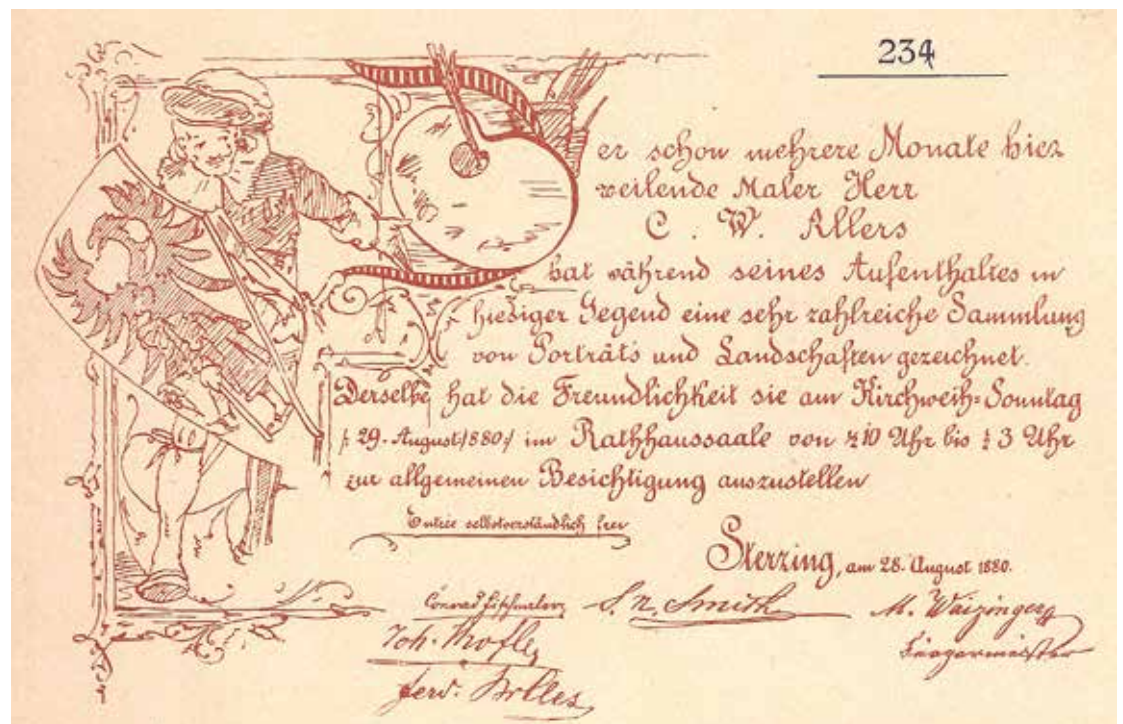 234
Der schon mehrere Monate hier
weilende Maler Herr
C. W. Allers
hat während seines Aufenthaltes in
hiesiger Gegend eine sehr zahlreiche Sammlung
von Porträts und Landschaften gezeichnet.
Derselbe hat die Freundlichkeit sie am Kirchweih=Sonntag
/: 29. August 1880 :/ im Rathhaussaale von ½10 Uhr bis ½3 Uhr
zur allgemeinen Besichtigung auszustellen
Entrée selbstverständlich frei
Sterzing, am 28. August 1880.
Conrad Fischnaler S. N. Smith M. Waizinger
Joh. Kofler Bürgermeister
Ferd.